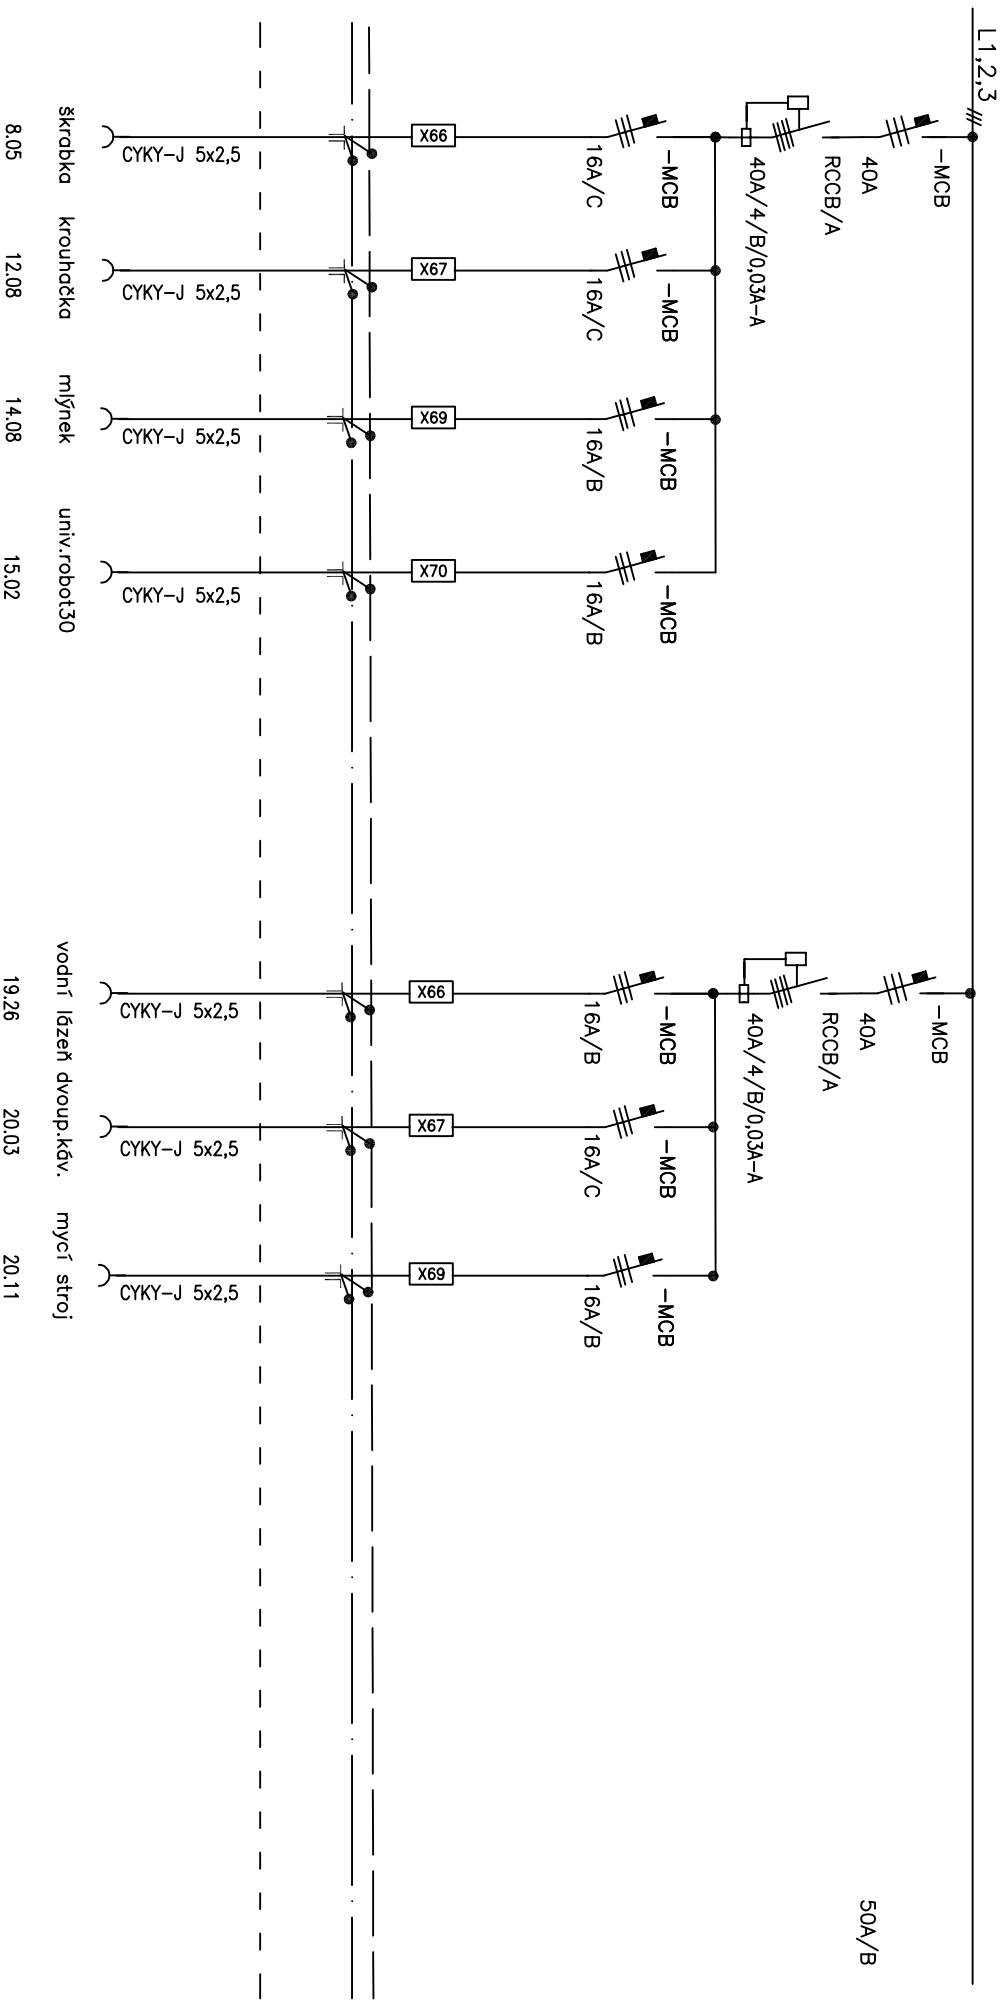 L1,2,3
-MCB
40A
RCCB/A
40A/4/B/0,03A-A
-MCB
16A/C
X66
CYKY-J 5x2,5
škrabka
8.05
-MCB
16A/C
X67
CYKY-J 5x2,5
krouhačka
12.08
-MCB
16A/B
X69
CYKY-J 5x2,5
mlýnek
14.08
-MCB
16A/B
X70
CYKY-J 5x2,5
univ.robot30
15.02
-MCB
40A
RCCB/A
40A/4/B/0,03A-A
-MCB
16A/B
X66
CYKY-J 5x2,5
vodní lázeň
19.26
-MCB
16A/C
X67
CYKY-J 5x2,5
dvoup.káv.
20.03
-MCB
16A/B
X69
CYKY-J 5x2,5
mycí stroj
20.11
50A/B